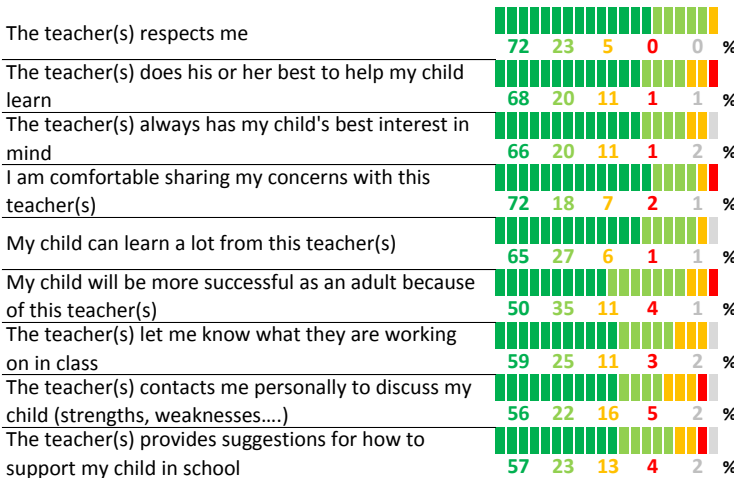 The teacher(s) respects me
72 23 5 0 0 %
The teacher(s) does his or her best to help my child
learn
68 20 11 1 1 %
The teacher(s) always has my child's best interest in
mind
66 20 11 1 2 %
I am comfortable sharing my concerns with this
teacher(s)
72 18 7 2 1 %
My child can learn a lot from this teacher(s)
65 27 6 1 1 %
My child will be more successful as an adult because
of this teacher(s)
50 35 11 4 1 %
The teacher(s) let me know what they are working
on in class
59 25 11 3 2 %
The teacher(s) contacts me personally to discuss my
child (strengths, weaknesses....)
56 22 16 5 2 %
The teacher(s) provides suggestions for how to
support my child in school
57 23 13 4 2 %